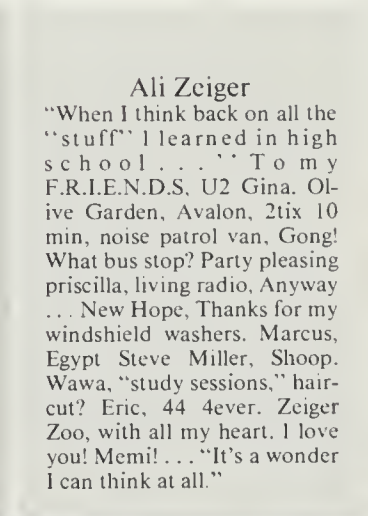 Ali Zeiger
"When I think back on all the
"stuff" I learned in high
school . . ." To my
F.R.I.E.N.D.S, U2 Gina. Ol-
ive Garden, Avalon, 2tix 10
min, noise patrol van, Gong!
What bus stop? Party pleasing
priscilla, living radio, Anyway
. . . New Hope, Thanks for my
windshield washers. Marcus,
Egypt Steve Miller, Shoop.
Wawa, "study sessions," hair-
cut? Eric, 44 4ever. Zeiger
Zoo, with all my heart. I love
you! Memi! . . . "It's a wonder
I can think at all."